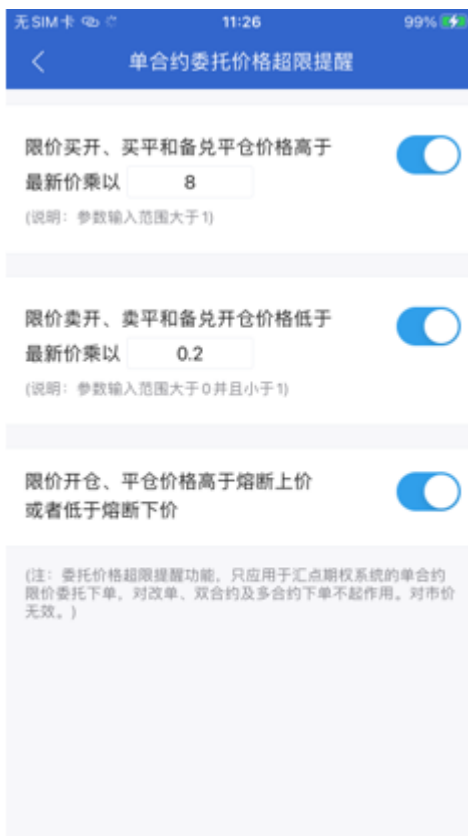 无SIM卡
11:26
99%
单合约委托价格超限提醒
限价买开、买平和备兑平仓价格高于
最新价乘以 8
(说明：参数输入范围大于1)
限价卖开、卖平和备兑开仓价格低于
最新价乘以 0.2
(说明：参数输入范围大于0并且小于1)
限价开仓、平仓价格高于熔断上价
或者低于熔断下价
(注：委托价格超限提醒功能，只应用于汇点期权系统的单合约
限价委托下单，对改单、双合约及多合约下单不起作用。对市价
无效。)